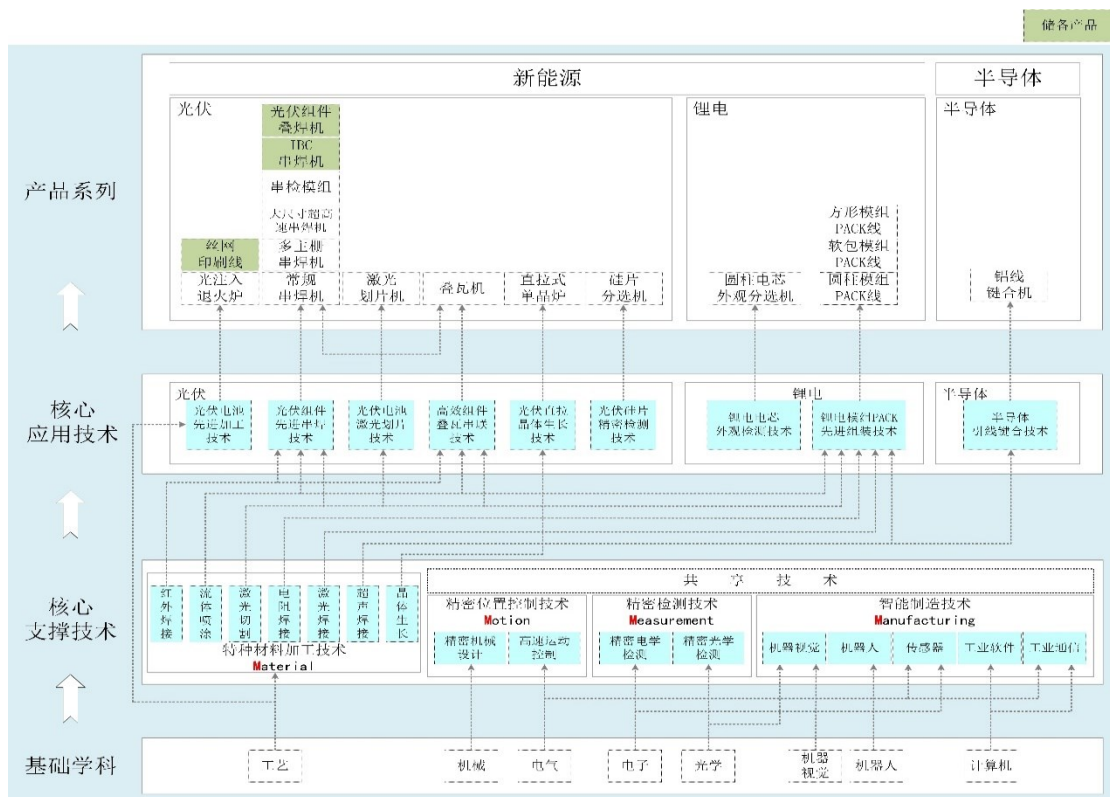 储备产品
新能源
半导体
产品系列
光伏
光伏组件
叠焊机
IBC
串焊机
串检模组
大尺寸超高
速串焊机
丝网
印刷线
多主栅
串焊机
光注入
退火炉
常规
串焊机
激光
划片机
叠瓦机
直拉式
单晶炉
硅片
分选机
锂电
方形模组
PACK线
软包模组
PACK线
圆柱电芯
外观分选机
圆柱模组
PACK线
半导体
铝线
键合机
核心
应用技术
光伏
光伏电池
先进加工
技术
光伏组件
先进串焊
技术
光伏电池
激光划片
技术
高效组件
叠瓦串联
技术
光伏直拉
晶体生长
技术
光伏硅片
精密检测
技术
锂电
锂电电芯
外观检测技术
锂电模组PACK
先进组装技术
半导体
半导体
引线键合技术
核心
支撑技术
红外焊接
流体喷涂
激光切割
电阻焊接
激光焊接
超声焊接
晶体生长
特种材料加工技术
Material
共享技术
精密位置控制技术
Motion
精密机械
设计
高速运动
控制
精密检测技术
Measurement
精密电学
检测
精密光学
检测
智能制造技术
Manufacturing
机器视觉
机器人
传感器
工业软件
工业通信
基础学科
工艺
机械
电气
电子
光学
机器
视觉
机器人
计算机